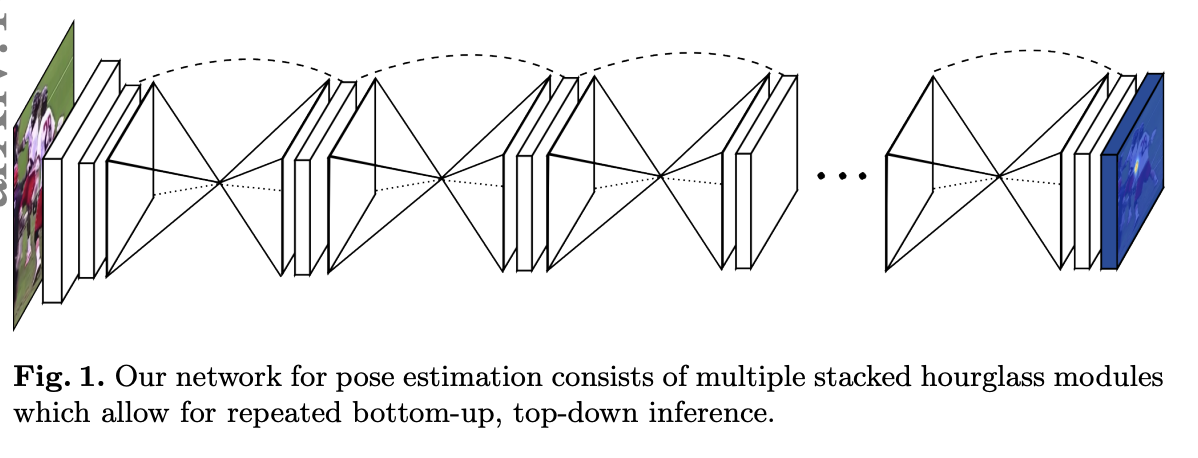 Fig. 1. Our network for pose estimation consists of multiple stacked hourglass modules
which allow for repeated bottom-up, top-down inference.